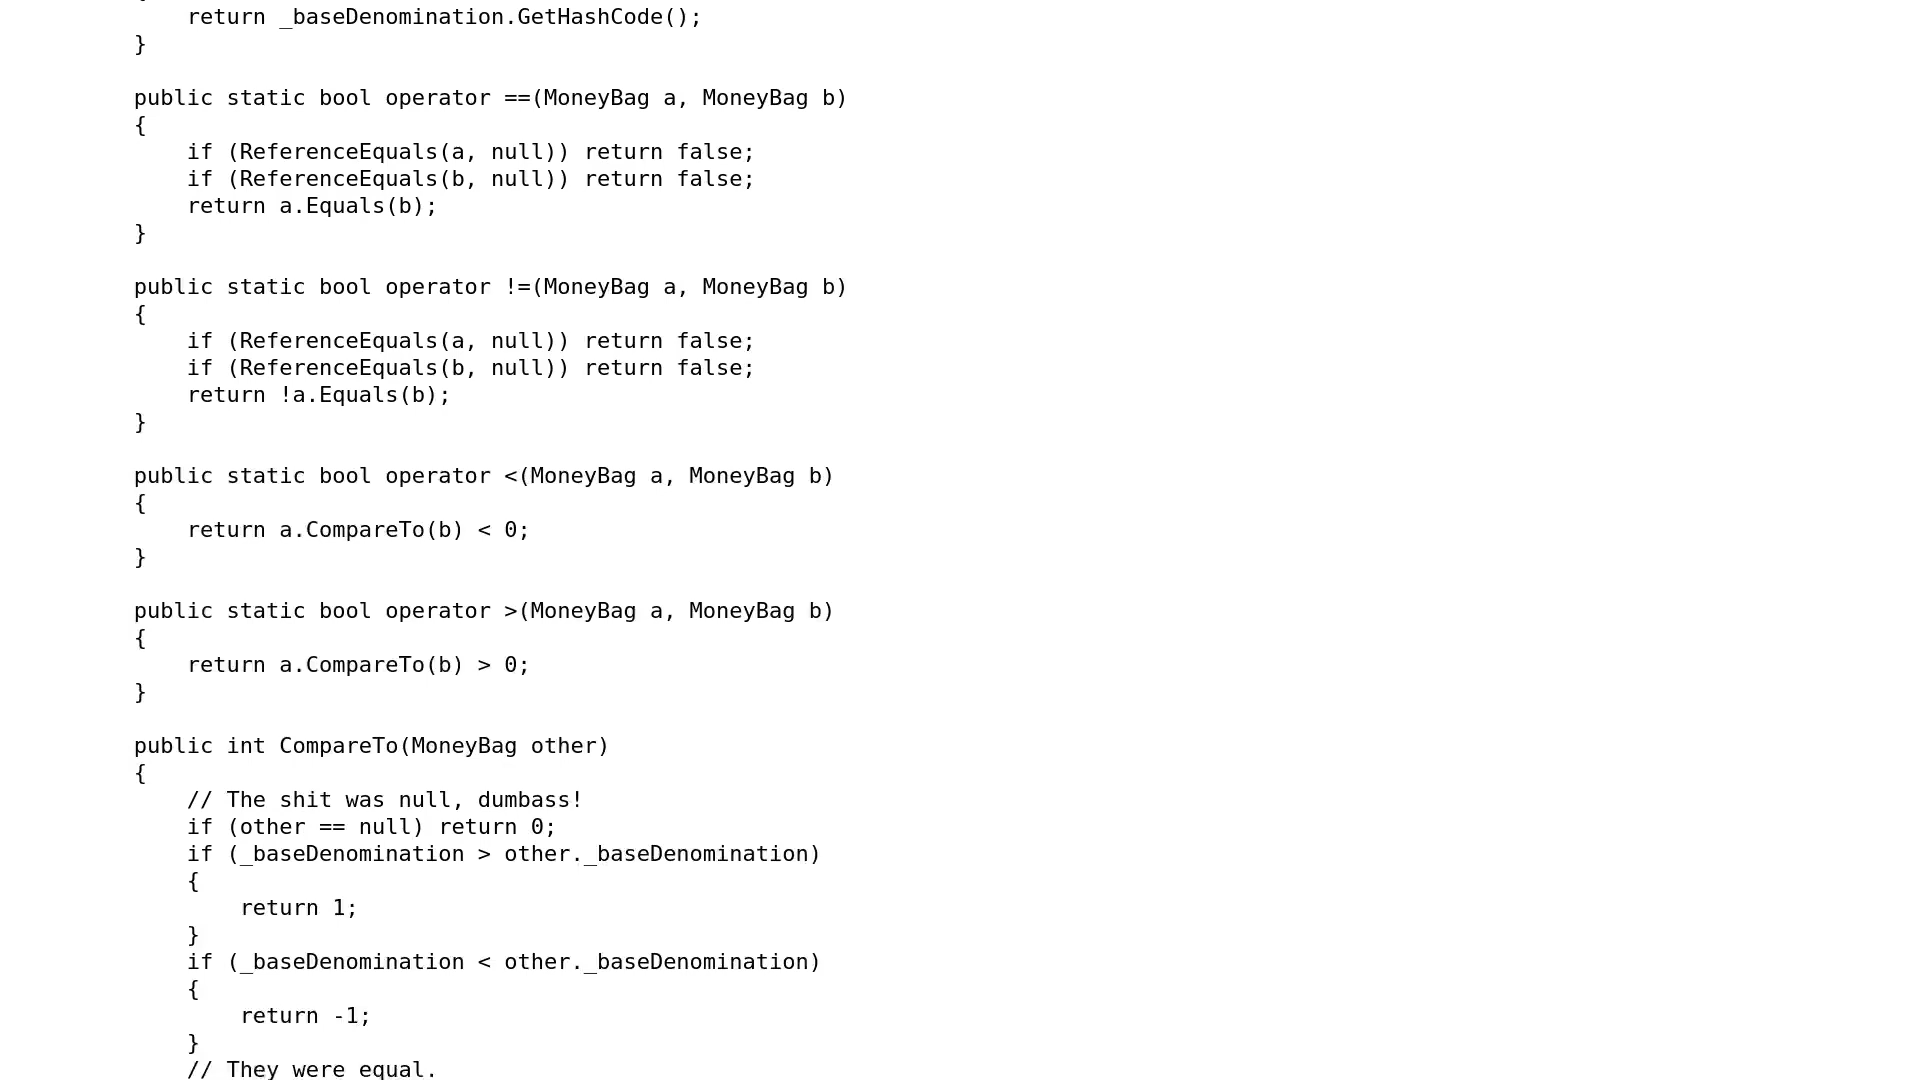 return _baseDenomination.GetHashCode();
}
public static bool operator ==(MoneyBag a, MoneyBag b)
{
if (ReferenceEquals(a, null)) return false;
if (ReferenceEquals(b, null)) return false;
return a.Equals(b);
}
public static bool operator !=(MoneyBag a, MoneyBag b)
{
if (ReferenceEquals(a, null)) return false;
if (ReferenceEquals(b, null)) return false;
return !a.Equals(b);
}
public static bool operator <(MoneyBag a, MoneyBag b)
{
return a.CompareTo(b) < 0;
}
public static bool operator >(MoneyBag a, MoneyBag b)
{
return a.CompareTo(b) > 0;
}
public int CompareTo(MoneyBag other)
{
// The shit was null, dumbass!
if (other == null) return 0;
if (_baseDenomination > other._baseDenomination)
{
return 1;
}
if (_baseDenomination < other._baseDenomination)
{
return -1;
}
// They were equal.